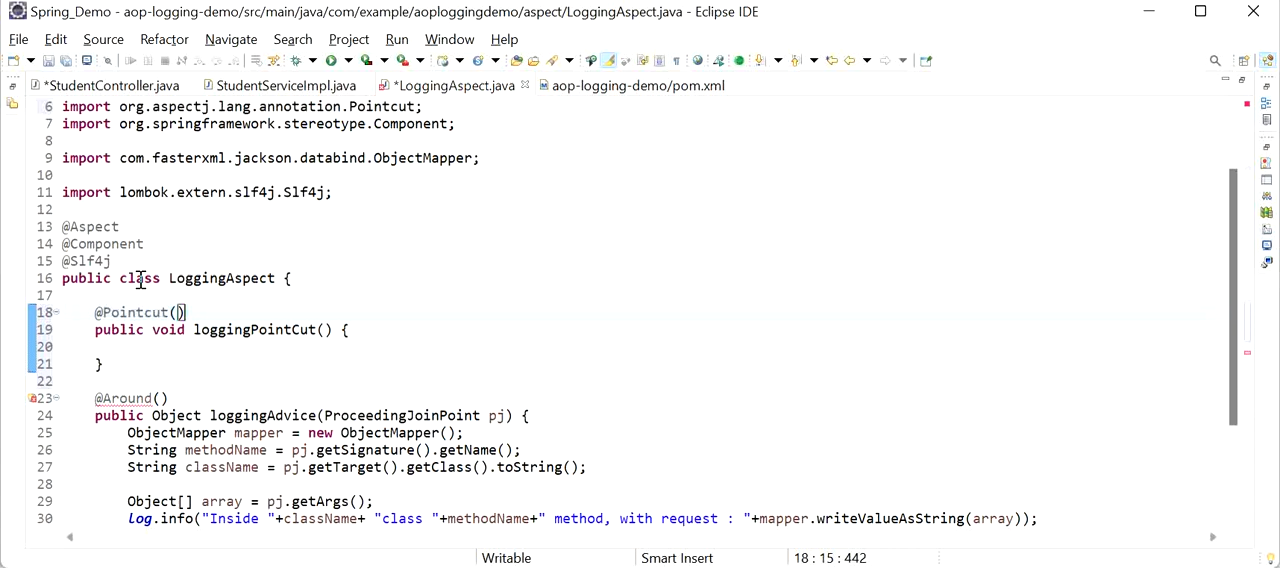 Spring_Demo - aop-logging-demo/src/main/java/com/example/aoploggingdemo/aspect/LoggingAspect.java - Eclipse IDE
File Edit Source Refactor Navigate Search Project Run Window Help
*StudentController.java StudentServiceImpl.java *LoggingAspect.java aop-logging-demo/pom.xml
6 import org.aspectj.lang.annotation.Pointcut;
7 import org.springframework.stereotype.Component;
8
9 import com.fasterxml.jackson.databind.ObjectMapper;
10
11 import lombok.extern.slf4j.Slf4j;
12
13 @Aspect
14 @Component
15 @Slf4j
16 public class LoggingAspect {
17
18 @Pointcut()
19 public void loggingPointCut() {
20
21 }
22
23 @Around()
24 public Object loggingAdvice(ProceedingJoinPoint pj) {
25 ObjectMapper mapper = new ObjectMapper();
26 String methodName = pj.getSignature().getName();
27 String className = pj.getTarget().getClass().toString();
28
29 Object[] array = pj.getArgs();
30 log.info("Inside "+className+ "class "+methodName+" method, with request : "+mapper.writeValueAsString(array));
Writable Smart Insert 18 : 15 : 442